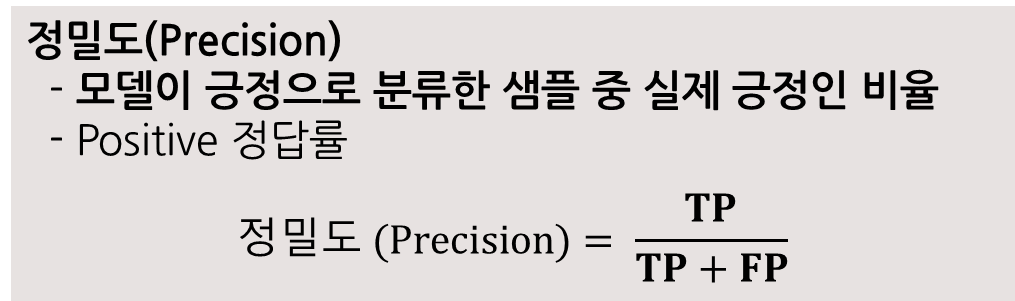 정밀도(Precision)
- 모델이 긍정으로 분류한 샘플 중 실제 긍정인 비율
- Positive 정답률
정밀도 (Precision) = TP / TP + FP